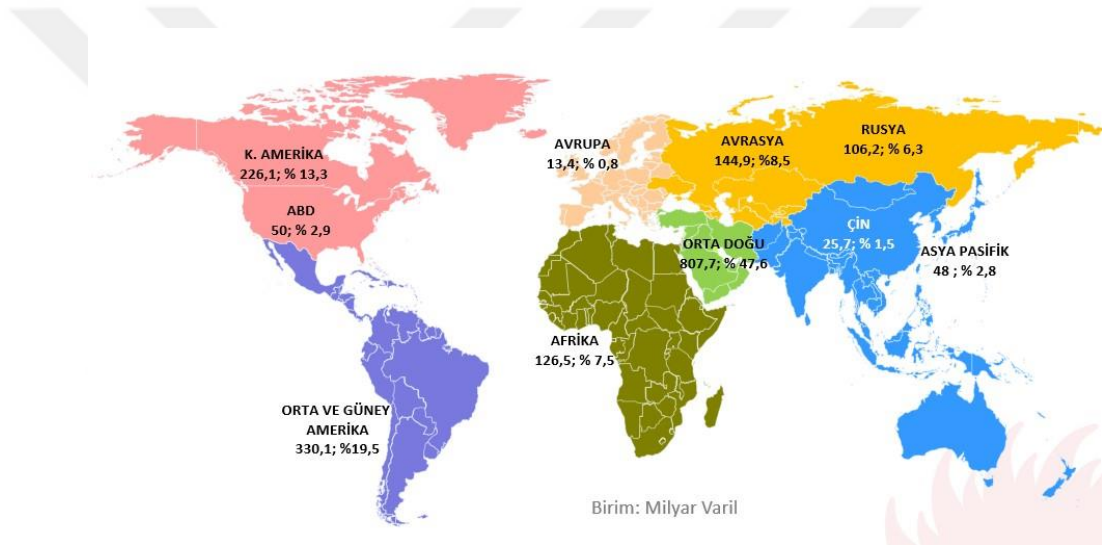 K. AMERİKA
226,1; % 13,3
ABD
50; % 2,9
AVRUPA
13,4; % 0,8
AVRASYA
144,9; %8,5
RUSYA
106,2; % 6,3
ORTA DOĞU
807,7; % 47,6
ÇİN
25,7; % 1,5
ASYA PASİFİK
48 ; % 2,8
AFRİKA
126,5; % 7,5
ORTA VE GÜNEY
AMERİKA
330,1; %19,5
Birim: Milyar Varil